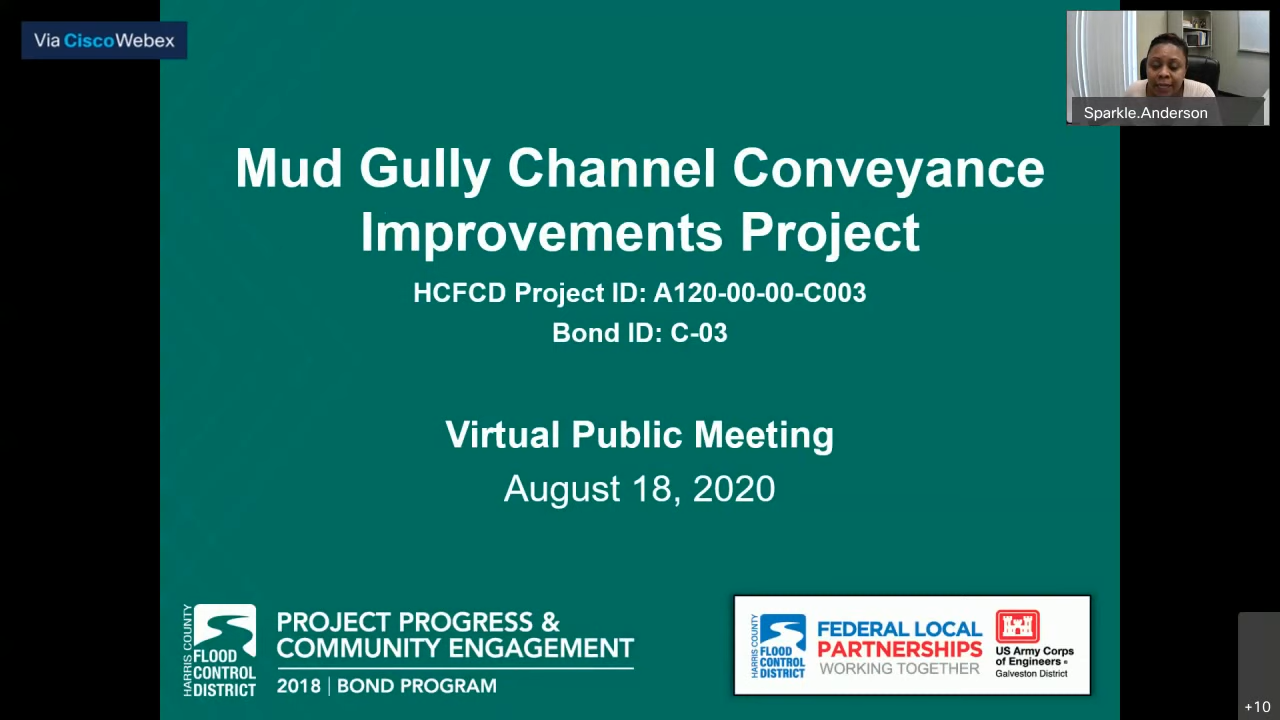 Via CiscoWebex
Sparkle.Anderson
Mud Gully Channel Conveyance
Improvements Project
HCFCD Project ID: A120-00-00-C003
Bond ID: C-03
Virtual Public Meeting
August 18, 2020
HARRIS COUNTY
FLOOD
CONTROL
DISTRICT
PROJECT PROGRESS &
COMMUNITY ENGAGEMENT
2018 | BOND PROGRAM
HARRIS COUNTY
FLOOD
CONTROL
DISTRICT
FEDERAL LOCAL
PARTNERSHIPS
WORKING TOGETHER
US Army Corps
of Engineers®
Galveston District
+10